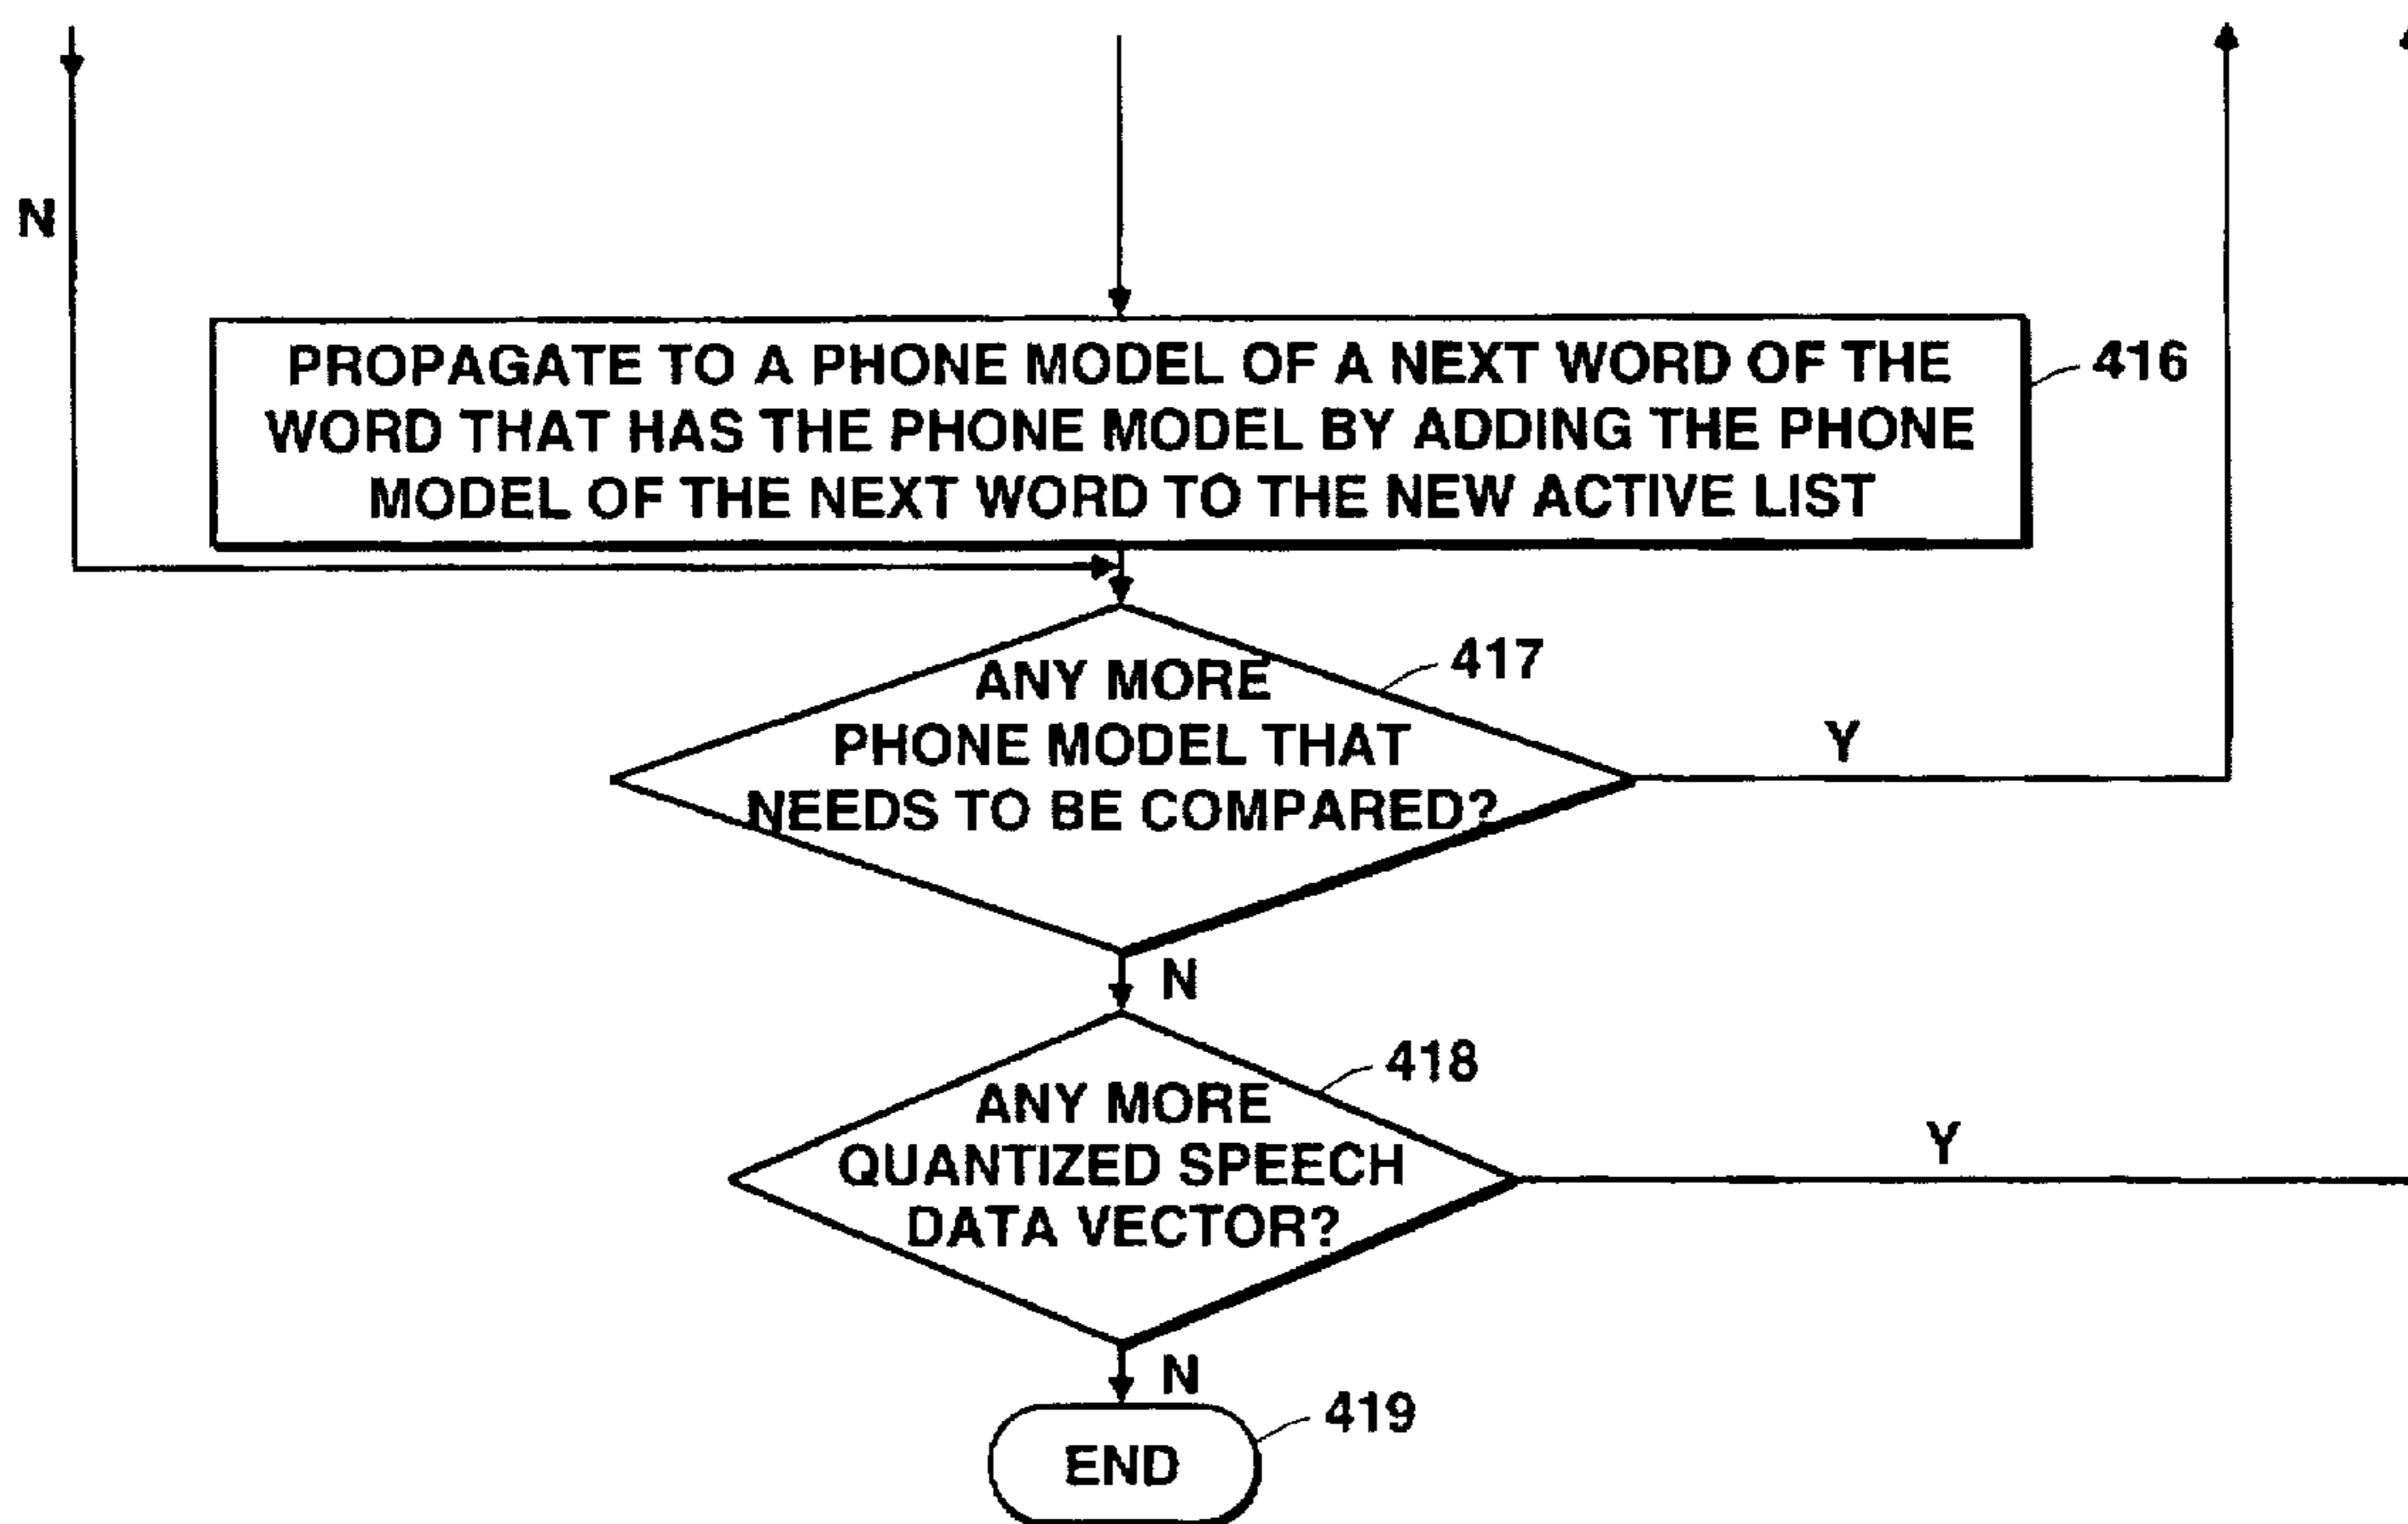 N
PROPAGATE TO A PHONE MODEL OF A NEXT WORD OF THE
WORD THAT HAS THE PHONE MODEL BY ADDING THE PHONE
MODEL OF THE NEXT WORD TO THE NEW ACTIVE LIST
416
ANY MORE
PHONE MODEL THAT
NEEDS TO BE COMPARED?
417
Y
N
ANY MORE
QUANTIZED SPEECH
DATA VECTOR?
418
Y
N
END
419